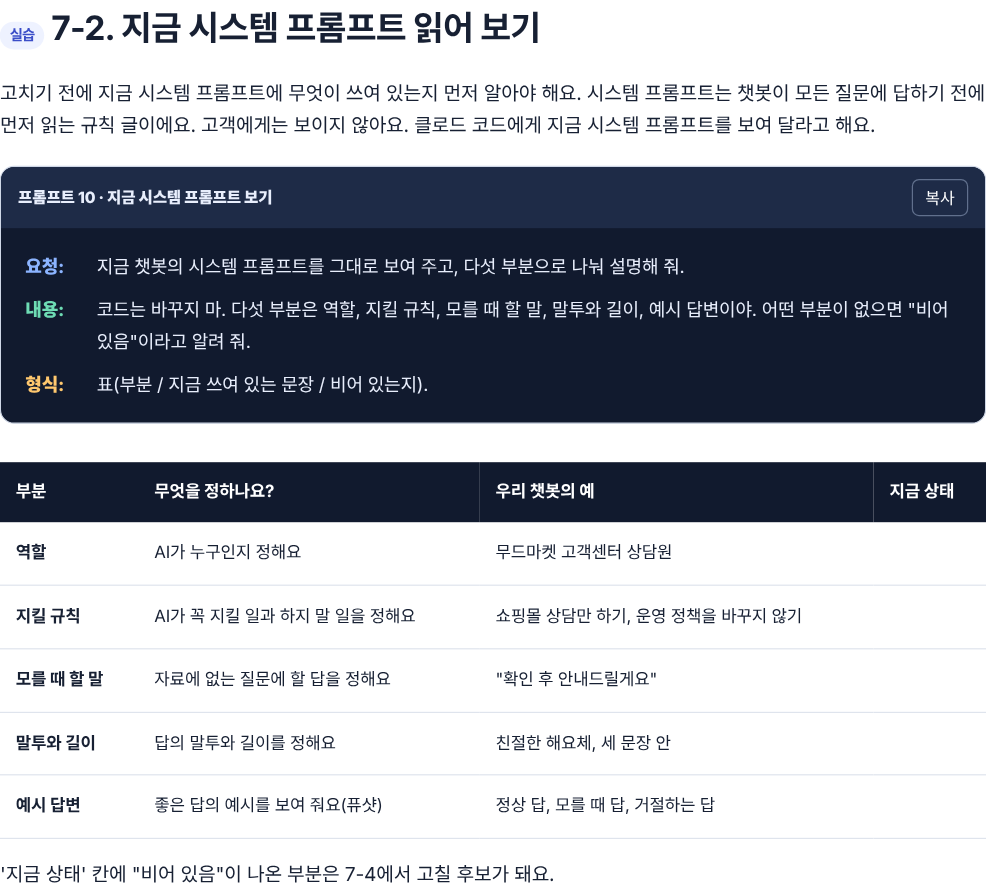 실습 7-2. 지금 시스템 프롬프트 읽어 보기
고치기 전에 지금 시스템 프롬프트에 무엇이 쓰여 있는지 먼저 알아야 해요. 시스템 프롬프트는 챗봇이 모든 질문에 답하기 전에
먼저 읽는 규칙 글이에요. 고객에게는 보이지 않아요. 클로드 코드에게 지금 시스템 프롬프트를 보여 달라고 해요.
프롬프트 10 · 지금 시스템 프롬프트 보기 복사
요청: 지금 챗봇의 시스템 프롬프트를 그대로 보여 주고, 다섯 부분으로 나눠 설명해 줘.
내용: 코드는 바꾸지 마. 다섯 부분은 역할, 지킬 규칙, 모를 때 할 말, 말투와 길이, 예시 답변이야. 어떤 부분이 없으면 "비어
있음"이라고 알려 줘.
형식: 표(부분 / 지금 쓰여 있는 문장 / 비어 있는지).
부분 무엇을 정하나요? 우리 챗봇의 예 지금 상태
역할 AI가 누구인지 정해요 무드마켓 고객센터 상담원
지킬 규칙 AI가 꼭 지킬 일과 하지 말 일을 정해요 쇼핑몰 상담만 하기, 운영 정책을 바꾸지 않기
모를 때 할 말 자료에 없는 질문에 할 답을 정해요 "확인 후 안내드릴게요"
말투와 길이 답의 말투와 길이를 정해요 친절한 해요체, 세 문장 안
예시 답변 좋은 답의 예시를 보여 줘요(퓨샷) 정상 답, 모를 때 답, 거절하는 답
'지금 상태' 칸에 "비어 있음"이 나온 부분은 7-4에서 고칠 후보가 돼요.